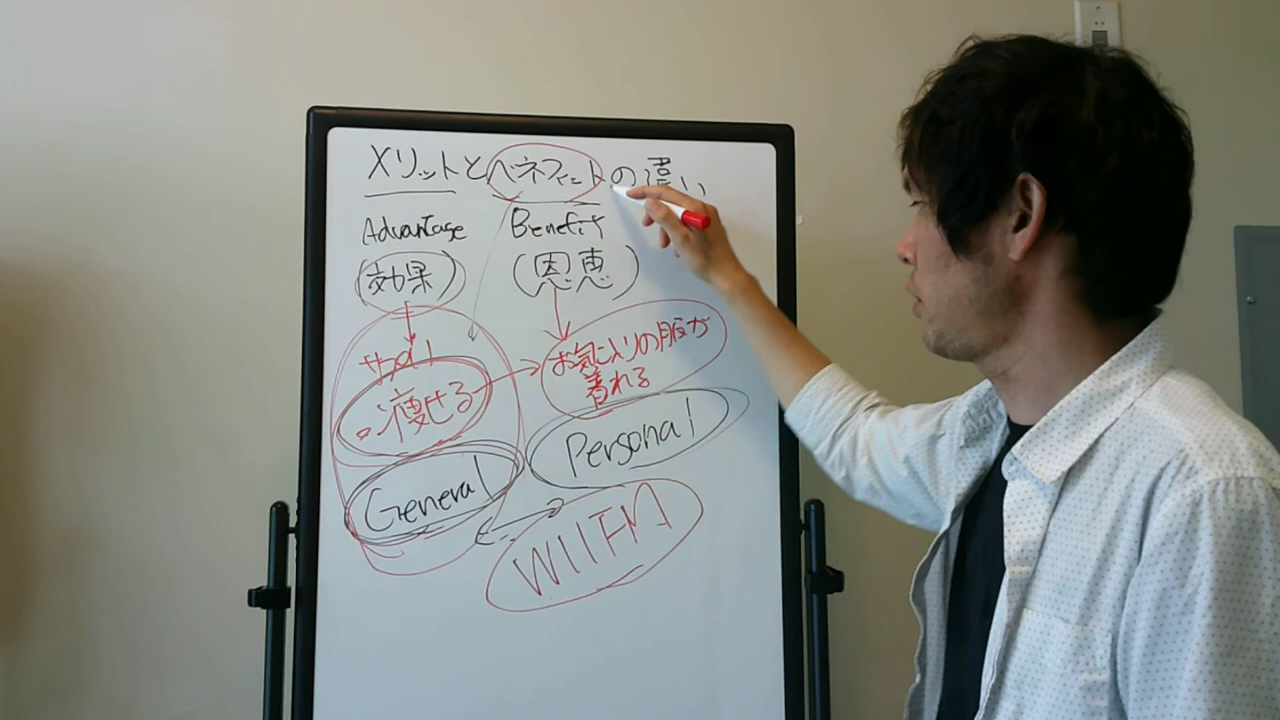 メリットとベネフィットの違い
Advantage
Benefit
(効果)
(恩恵)
サプリ
痩せる
お気に入りの服が
着れる
General
Personal
WIIFM